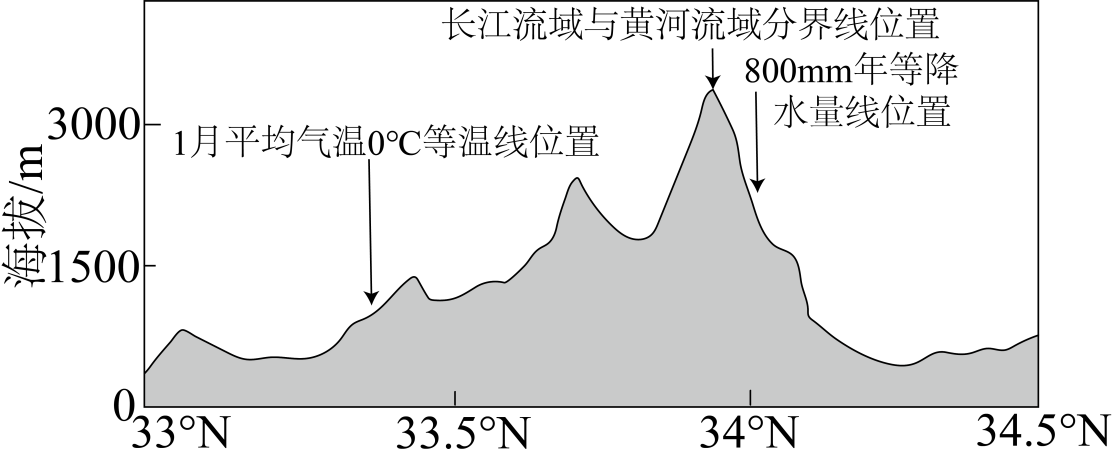 长江流域与黄河流域分界线位置
800mm年等降
水量线位置
1月平均气温0℃等温线位置
海拔/m
3000
1500
0
33°N
33.5°N
34°N
34.5°N